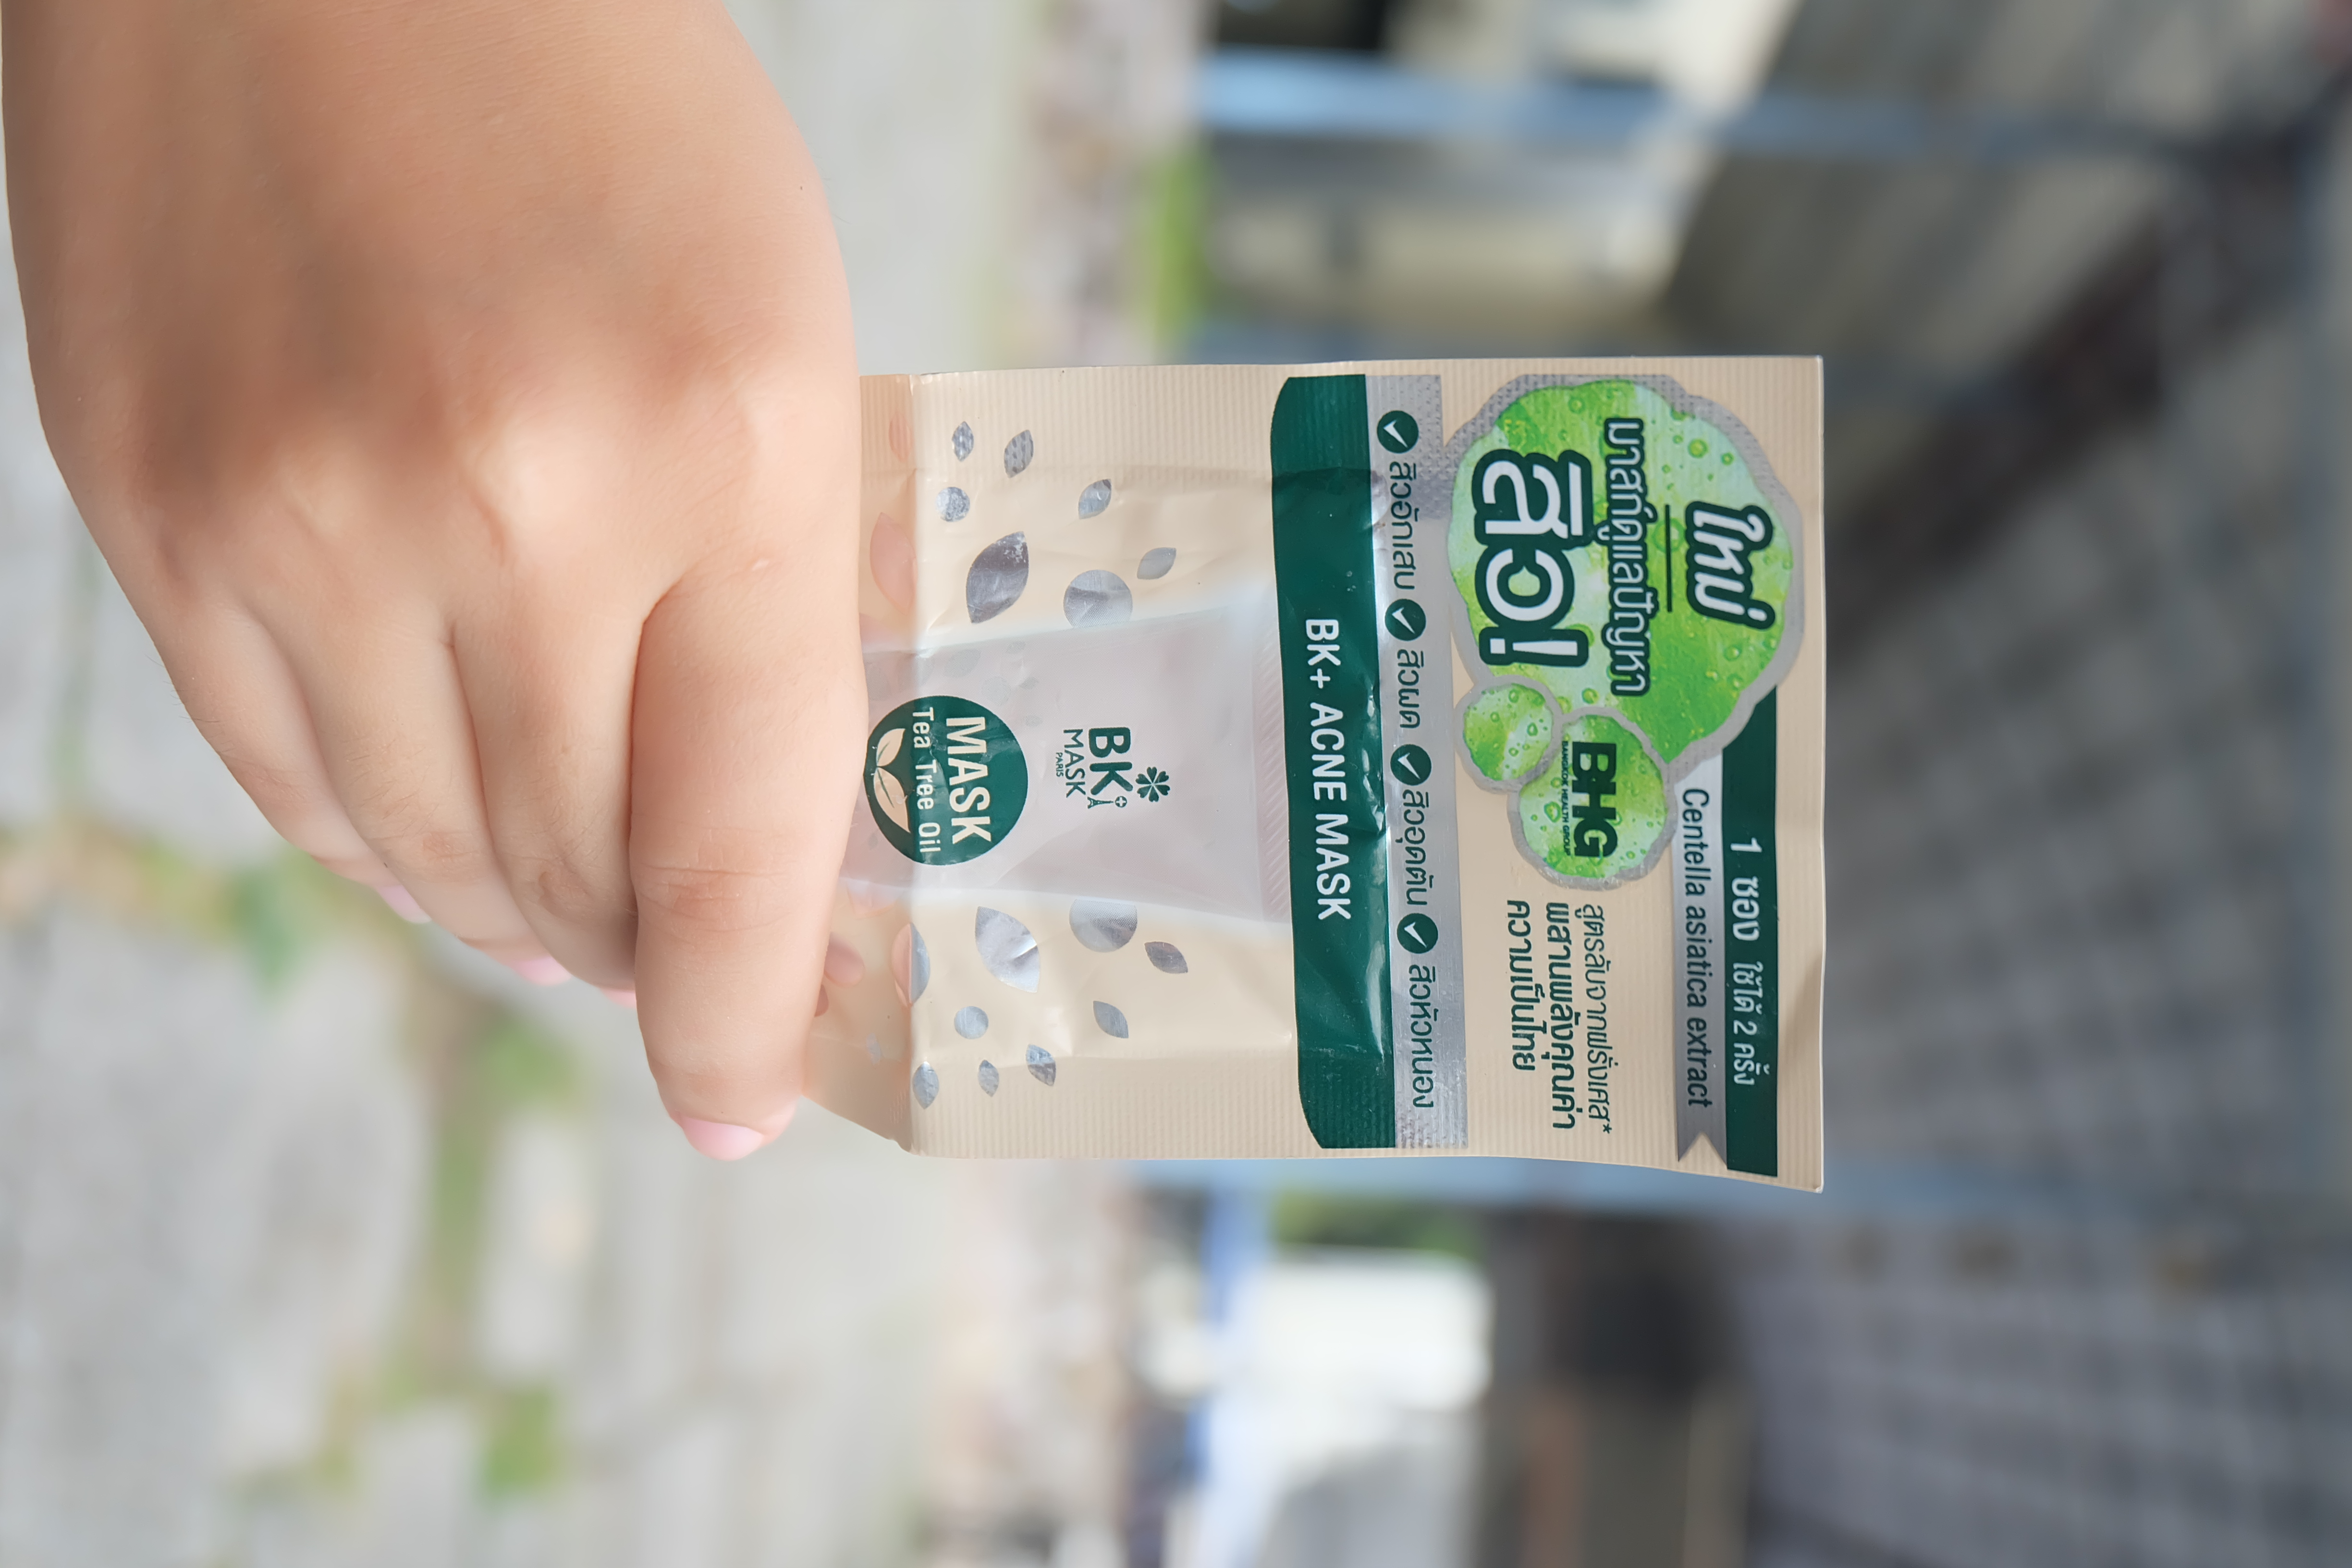 ใหม่
มาสก์ดูแลปัญหา
สิว!
1 ซอง ใช้ได้ 2 ครั้ง
Centella asiatica extract
BHG
BANGKOK HEALTH GROUP
สูตรลับจากฝรั่งเศส*
ผสานพลังคุณค่า
ความเป็นไทย
สิวอักเสบ สิวผด สิวอุดตัน สิวหัวหนอง
BK+ ACNE MASK
BK+
MASK
PARIS
MASK
Tea Tree Oil